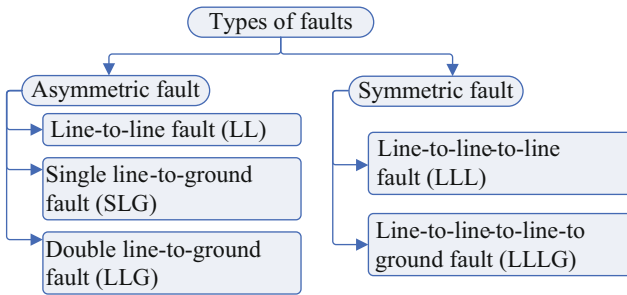 Types of faults
Asymmetric fault
Line-to-line fault (LL)
Single line-to-ground
fault (SLG)
Double line-to-ground
fault (LLG)
Symmetric fault
Line-to-line-to-line
fault (LLL)
Line-to-line-to-line-to
ground fault (LLLG)